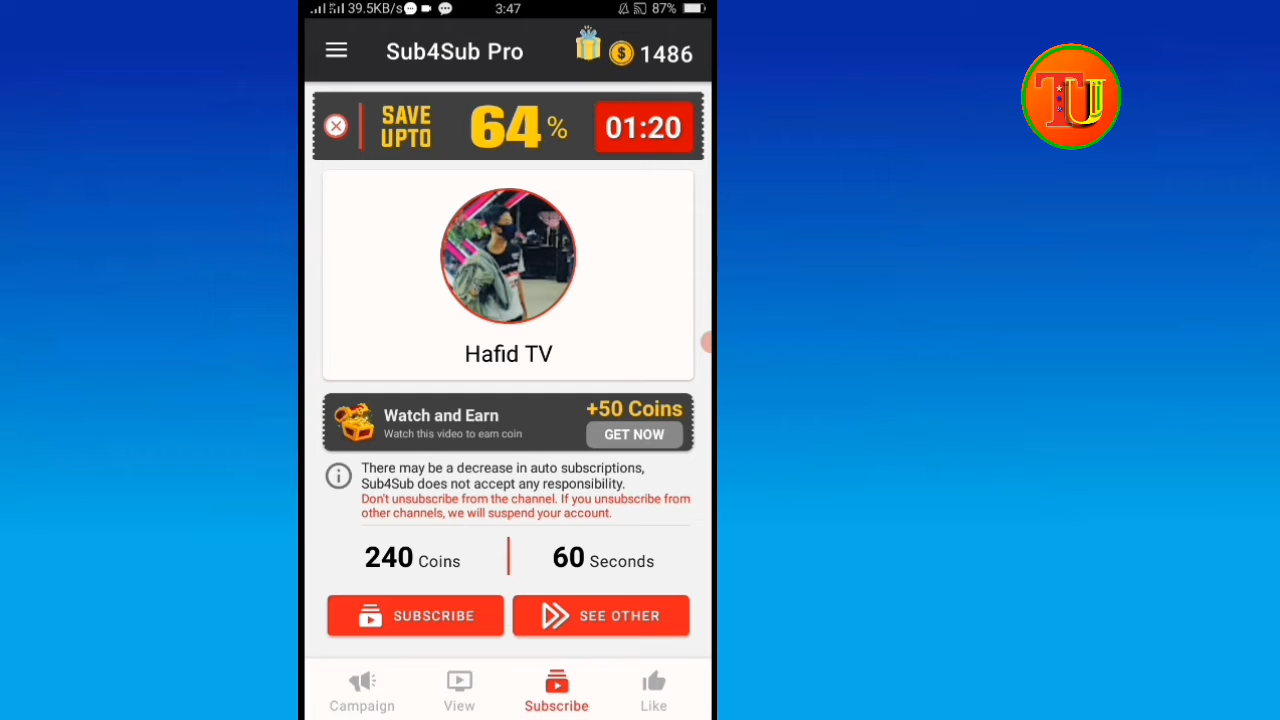 39.5KB/s 3:47 87%
Sub4Sub Pro 1486
SAVE
UPTO 64% 01:20
Hafid TV
Watch and Earn +50 Coins
Watch this video to earn coin GET NOW
There may be a decrease in auto subscriptions,
Sub4Sub does not accept any responsibility.
Don't unsubscribe from the channel. If you unsubscribe from
other channels, we will suspend your account.
240 Coins 60 Seconds
SUBSCRIBE SEE OTHER
Campaign View Subscribe Like
TU